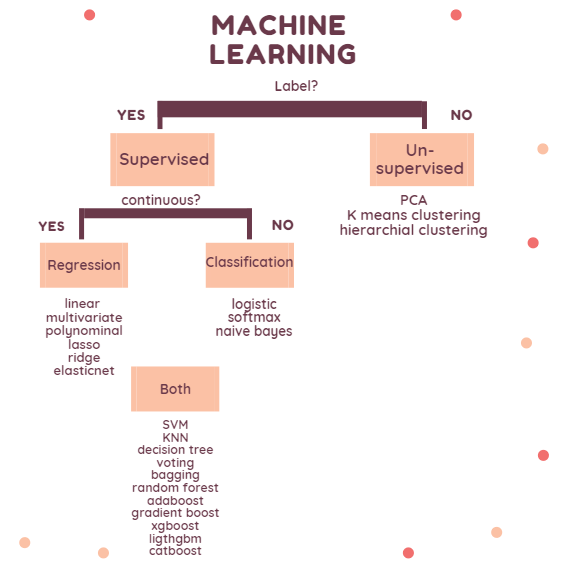 MACHINE
LEARNING
Label?
YES
NO
Supervised
Un-
supervised
continuous?
PCA
K means clustering
hierarchial clustering
YES
NO
Regression
Classification
linear
multivariate
polynominal
lasso
ridge
elasticnet
logistic
softmax
naive bayes
Both
SVM
KNN
decision tree
voting
bagging
random forest
adaboost
gradient boost
xgboost
ligthgbm
catboost